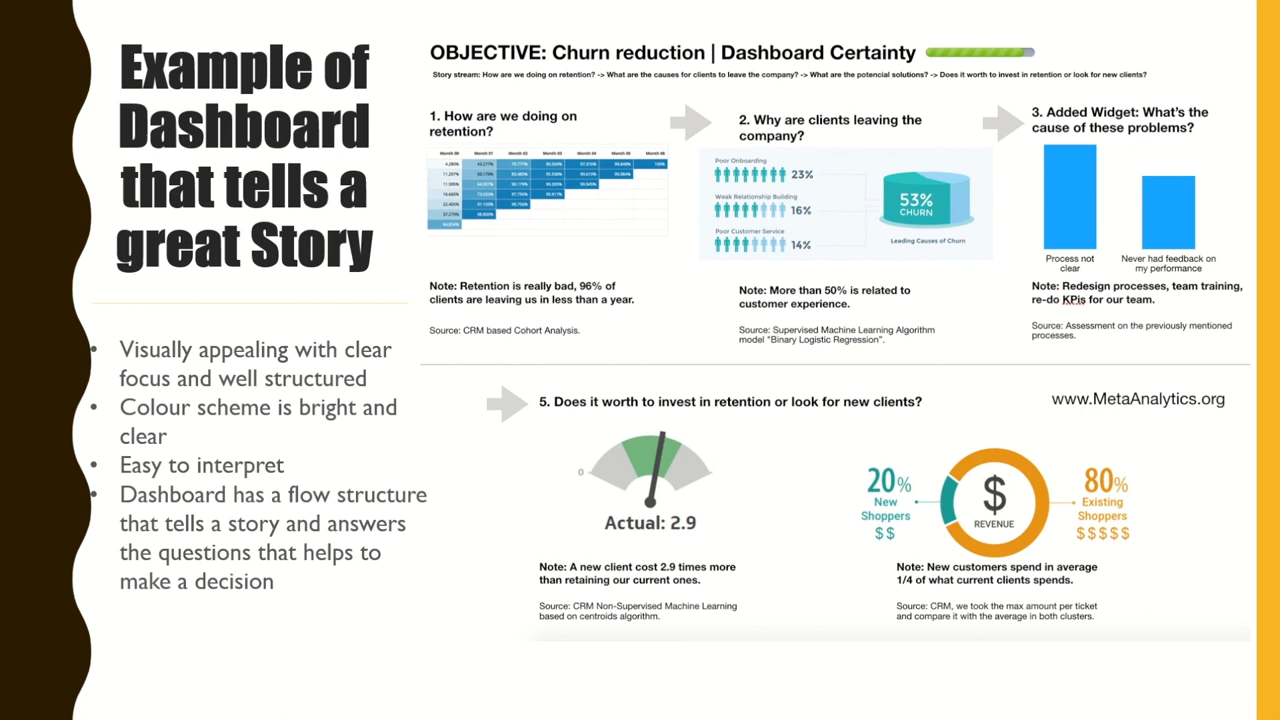 Example of
Dashboard
that tells a
great Story
• Visually appealing with clear
focus and well structured
• Colour scheme is bright and
clear
• Easy to interpret
• Dashboard has a flow structure
that tells a story and answers
the questions that helps to
make a decision
OBJECTIVE: Churn reduction | Dashboard Certainty
Story stream: How are we doing on retention? -> What are the causes for clients to leave the company? -> What are the potencial solutions? -> Does it worth to invest in retention or look for new clients?
1. How are we doing on
retention?
Month 00 Month 01 Month 02 Month 03 Month 04 Month 05 Month 06
Note: Retention is really bad, 96% of
clients are leaving us in less than a year.
Source: CRM based Cohort Analysis.
2. Why are clients leaving the
company?
Poor Onboarding
23%
Weak Relationship Building
16%
Poor Customer Service
14%
53%
CHURN
Leading Causes of Churn
Note: More than 50% is related to
customer experience.
Source: Supervised Machine Learning Algorithm
model "Binary Logistic Regression".
3. Added Widget: What's the
cause of these problems?
Process not
clear
Never had feedback on
my performance
Note: Redesign processes, team training,
re-do KPis for our team.
Source: Assessment on the previously mentioned
processes.
5. Does it worth to invest in retention or look for new clients?
www.MetaAnalytics.org
0
Actual: 2.9
Note: A new client cost 2.9 times more
than retaining our current ones.
Source: CRM Non-Supervised Machine Learning
based on centroids algorithm.
20%
New
Shoppers
$$
$
REVENUE
80%
Existing
Shoppers
$$$$$
Note: New customers spend in average
1/4 of what current clients spends.
Source: CRM, we took the max amount per ticket
and compare it with the average in both clusters.